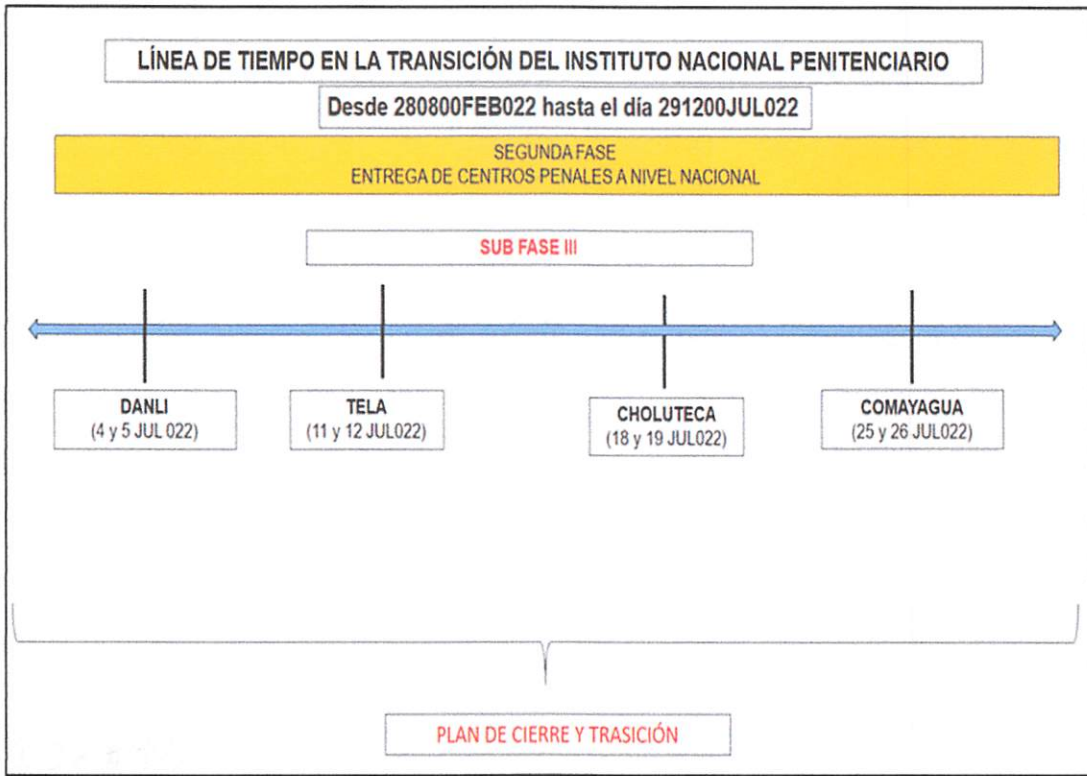 LÍNEA DE TIEMPO EN LA TRANSICIÓN DEL INSTITUTO NACIONAL PENITENCIARIO
Desde 280800FEB022 hasta el día 291200JUL022
SEGUNDA FASE
ENTREGA DE CENTROS PENALES A NIVEL NACIONAL
SUB FASE III
DANLI
(4 y 5 JUL 022)
TELA
(11 y 12 JUL022)
CHOLUTECA
(18 y 19 JUL022)
COMAYAGUA
(25 y 26 JUL022)
PLAN DE CIERRE Y TRASICIÓN